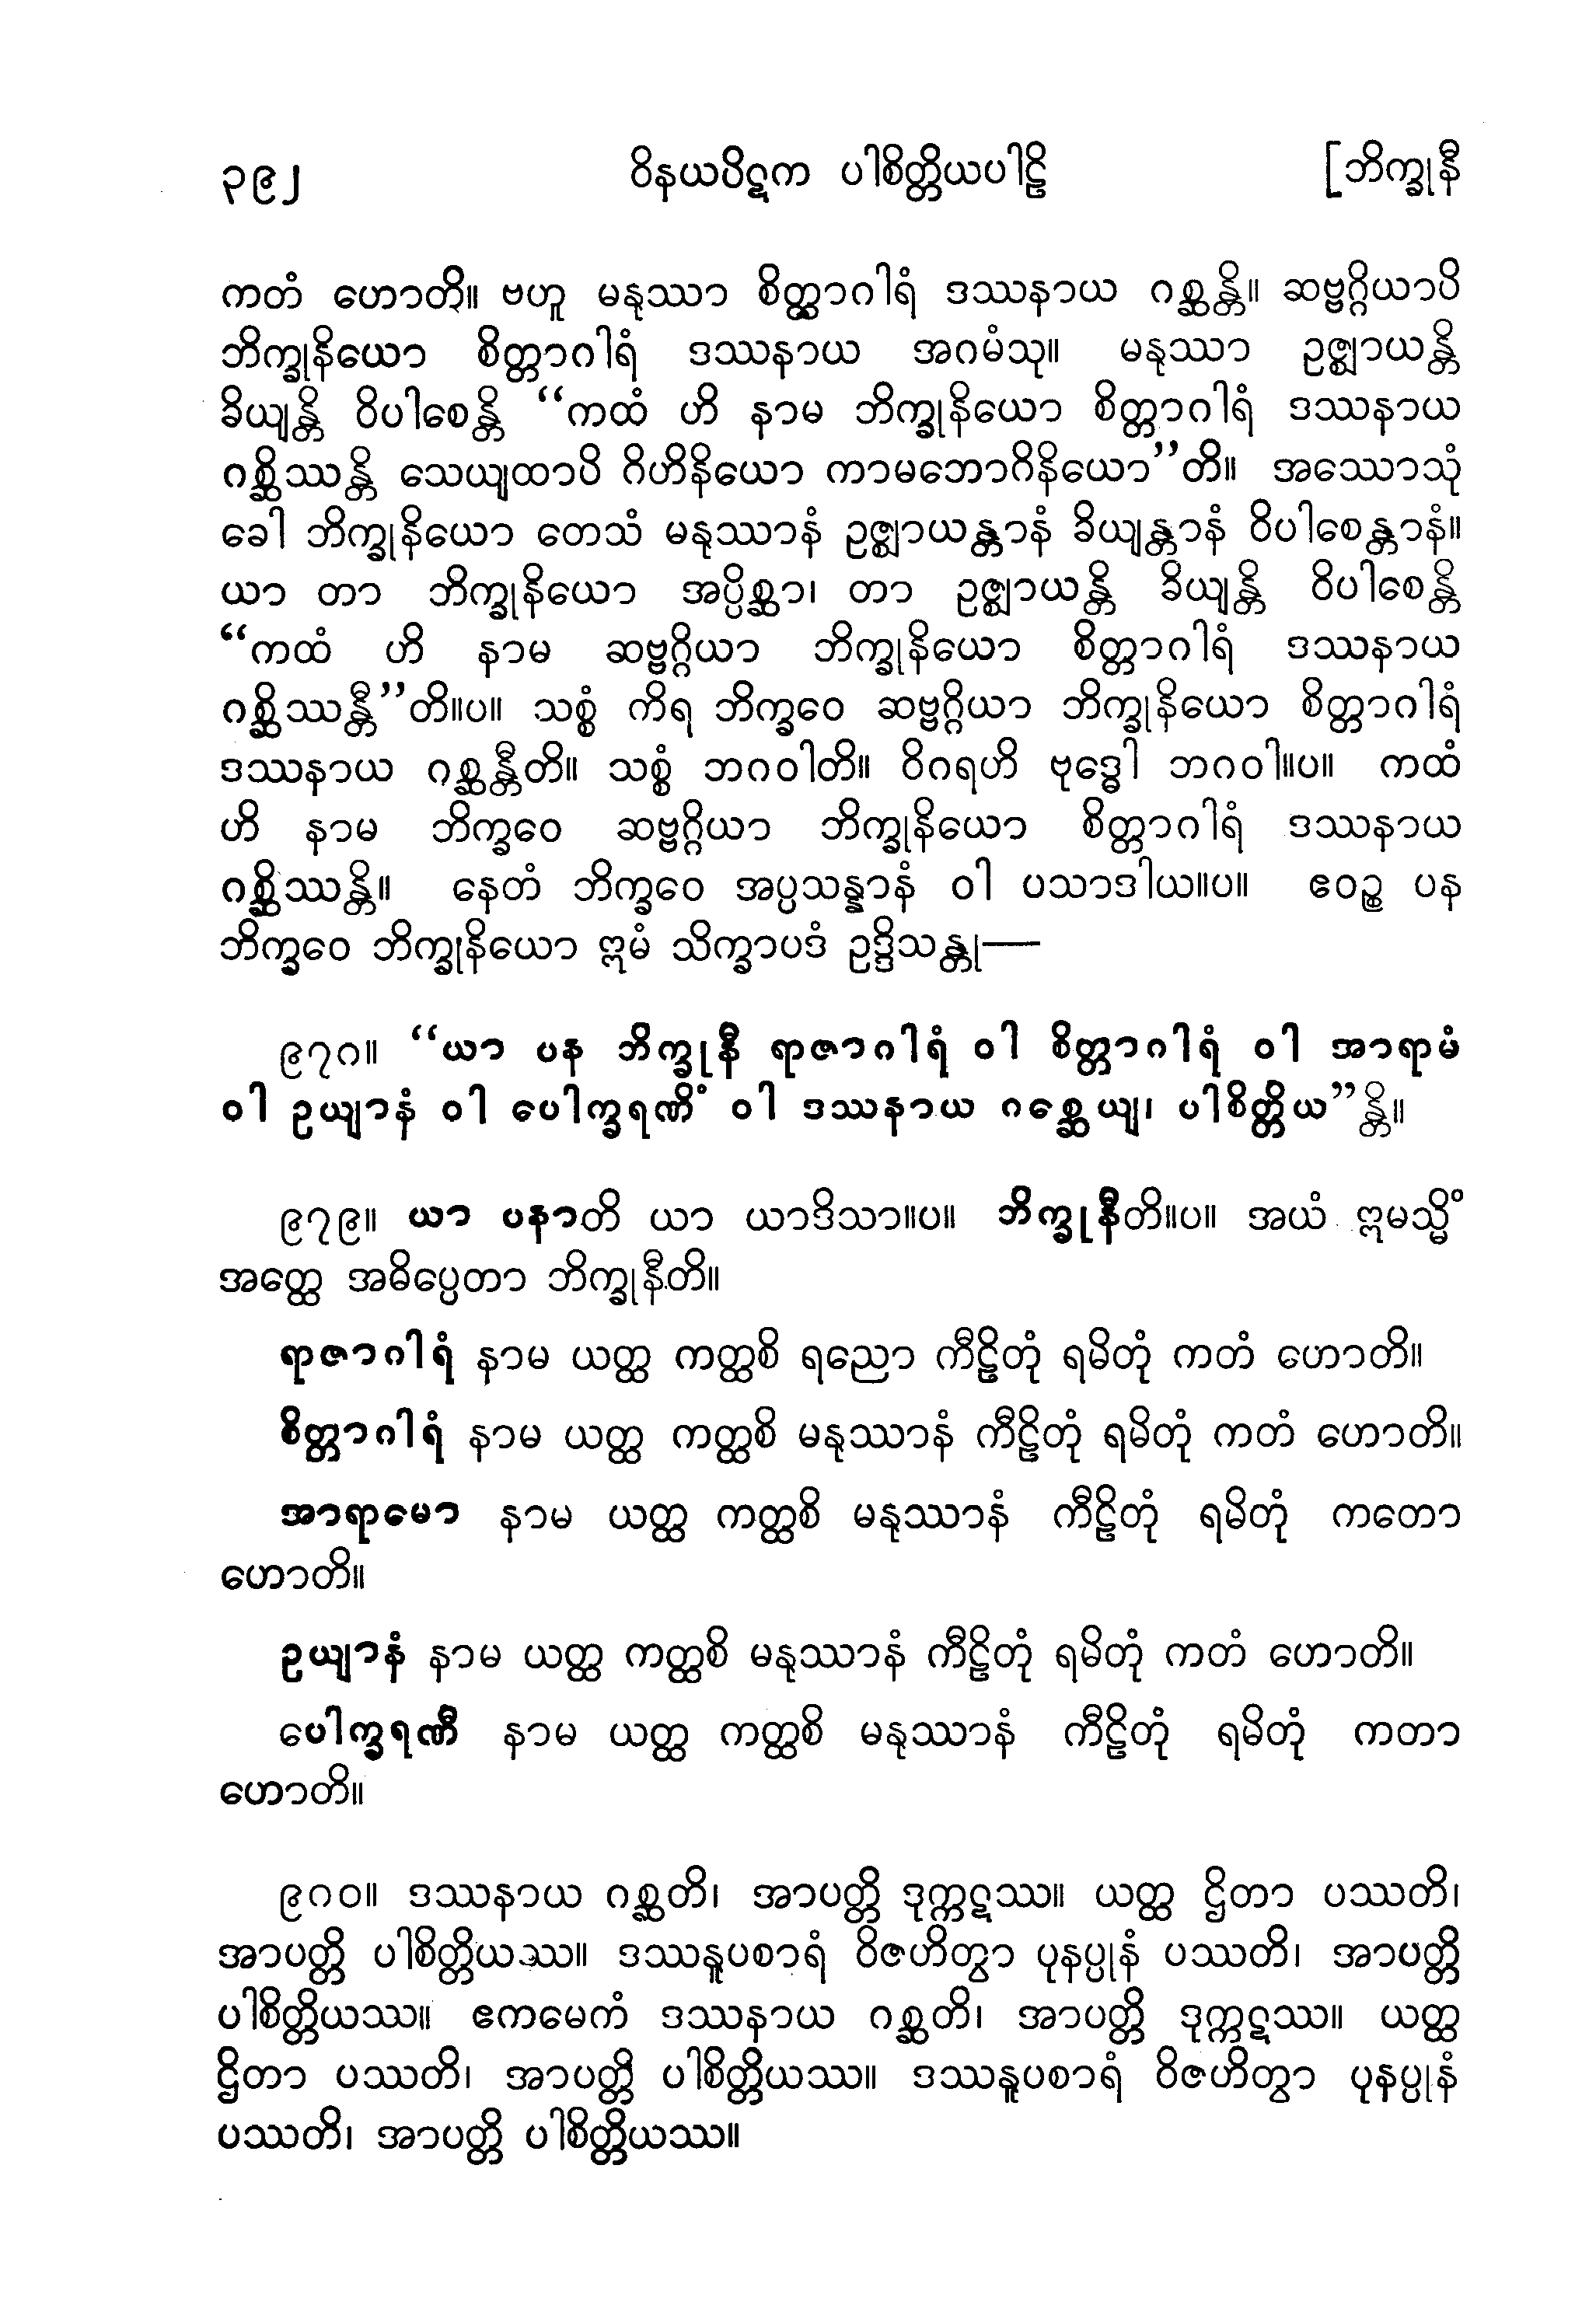 ၃၉၂ ဝိနယပိဋက ပါစိတ္တိယပါဠိ [ဘိက္ခုနီ
ကတံ ဟောတိ။ ဗဟူ မနုဿာ စိတ္တာဂါရံ ဒဿနာယ ဂစ္ဆန္တိ။ ဆဗ္ဗဂ္ဂိယာပိ
ဘိက္ခုနိယော စိတ္တာဂါရံ ဒဿနာယ အဂမံသု။ မနုဿာ ဥဇ္ဈာယန္တိ
ခိယျန္တိ ဝိပါစေန္တိ “ကထံ ဟိ နာမ ဘိက္ခုနိယော စိတ္တာဂါရံ ဒဿနာယ
ဂစ္ဆိဿန္တိ သေယျထာပိ ဂိဟိနိယော ကာမဘောဂိနိယော”တိ။ အဿောသုံ
ခေါ ဘိက္ခုနိယော တေသံ မနုဿာနံ ဥဇ္ဈာယန္တာနံ ခိယျန္တာနံ ဝိပါစေန္တာနံ။
ယာ တာ ဘိက္ခုနိယော အပ္ပိစ္ဆာ၊ တာ ဥဇ္ဈာယန္တိ ခိယျန္တိ ဝိပါစေန္တိ
“ကထံ ဟိ နာမ ဆဗ္ဗဂ္ဂိယာ ဘိက္ခုနိယော စိတ္တာဂါရံ ဒဿနာယ
ဂစ္ဆိဿန္တီ”တိ။ပ။ သစ္စံ ကိရ ဘိက္ခဝေ ဆဗ္ဗဂ္ဂိယာ ဘိက္ခုနိယော စိတ္တာဂါရံ
ဒဿနာယ ဂစ္ဆန္တီတိ။ သစ္စံ ဘဂဝါတိ။ ဝိဂရဟိ ဗုဒ္ဓေါ ဘဂဝါ။ပ။ ကထံ
ဟိ နာမ ဘိက္ခဝေ ဆဗ္ဗဂ္ဂိယာ ဘိက္ခုနိယော စိတ္တာဂါရံ ဒဿနာယ
ဂစ္ဆိဿန္တိ။ နေတံ ဘိက္ခဝေ အပ္ပသန္နာနံ ဝါ ပသာဒါယ။ပ။ ဧဝဉ္စ ပန
ဘိက္ခဝေ ဘိက္ခုနိယော ဣမံ သိက္ခာပဒံ ဥဒ္ဒိသန္တု—
၉၇ဂ။ “ယာ ပန ဘိက္ခုနီ ရာဇာဂါရံ ဝါ စိတ္တာဂါရံ ဝါ အာရာမံ
ဝါ ဥယျာနံ ဝါ ပေါက္ခရဏိံ ဝါ ဒဿနာယ ဂစ္ဆေယျ၊ ပါစိတ္တိယ”န္တိ။
၉၇၉။ ယာ ပနာတိ ယာ ယာဒိသာ။ပ။ ဘိက္ခုနီတိ။ပ။ အယံ ဣမသ္မိံ
အတ္ထေ အဓိပ္ပေတာ ဘိက္ခုနီတိ။
ရာဇာဂါရံ နာမ ယတ္ထ ကတ္ထစိ ရညော ကီဠိတုံ ရမိတုံ ကတံ ဟောတိ။
စိတ္တာဂါရံ နာမ ယတ္ထ ကတ္ထစိ မနုဿာနံ ကီဠိတုံ ရမိတုံ ကတံ ဟောတိ။
အာရာမော နာမ ယတ္ထ ကတ္ထစိ မနုဿာနံ ကီဠိတုံ ရမိတုံ ကတော
ဟောတိ။
ဥယျာနံ နာမ ယတ္ထ ကတ္ထစိ မနုဿာနံ ကီဠိတုံ ရမိတုံ ကတံ ဟောတိ။
ပေါက္ခရဏီ နာမ ယတ္ထ ကတ္ထစိ မနုဿာနံ ကီဠိတုံ ရမိတုံ ကတာ
ဟောတိ။
၉ဂ၀။ ဒဿနာယ ဂစ္ဆတိ၊ အာပတ္တိ ဒုက္ကဋဿ။ ယတ္ထ ဌိတာ ပဿတိ၊
အာပတ္တိ ပါစိတ္တိယဿ။ ဒဿနူပစာရံ ဝိဇဟိတွာ ပုနပ္ပုနံ ပဿတိ၊ အာပတ္တိ
ပါစိတ္တိယဿ။ ဧကမေကံ ဒဿနာယ ဂစ္ဆတိ၊ အာပတ္တိ ဒုက္ကဋဿ။ ယတ္ထ
ဌိတာ ပဿတိ၊ အာပတ္တိ ပါစိတ္တိယဿ။ ဒဿနူပစာရံ ဝိဇဟိတွာ ပုနပ္ပုနံ
ပဿတိ၊ အာပတ္တိ ပါစိတ္တိယဿ။